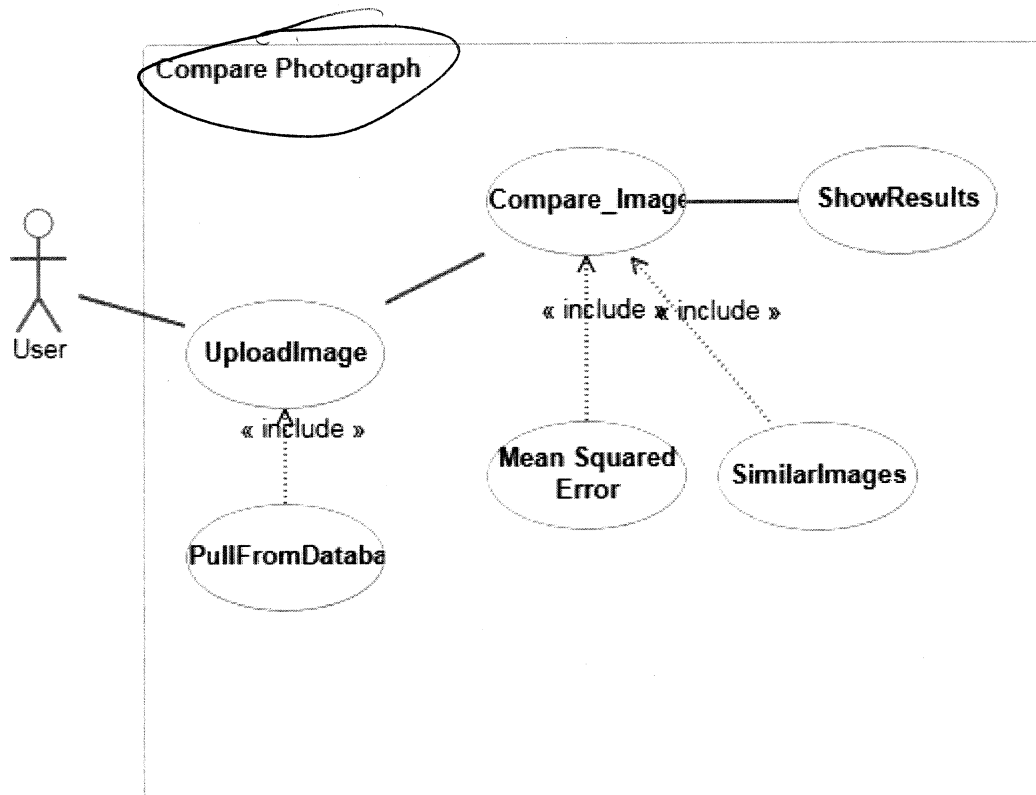 Compare Photograph
Compare_Image
ShowResults
User
UploadImage
« include »
« include »
« include »
Mean Squared
Error
SimilarImages
PullFromDataba